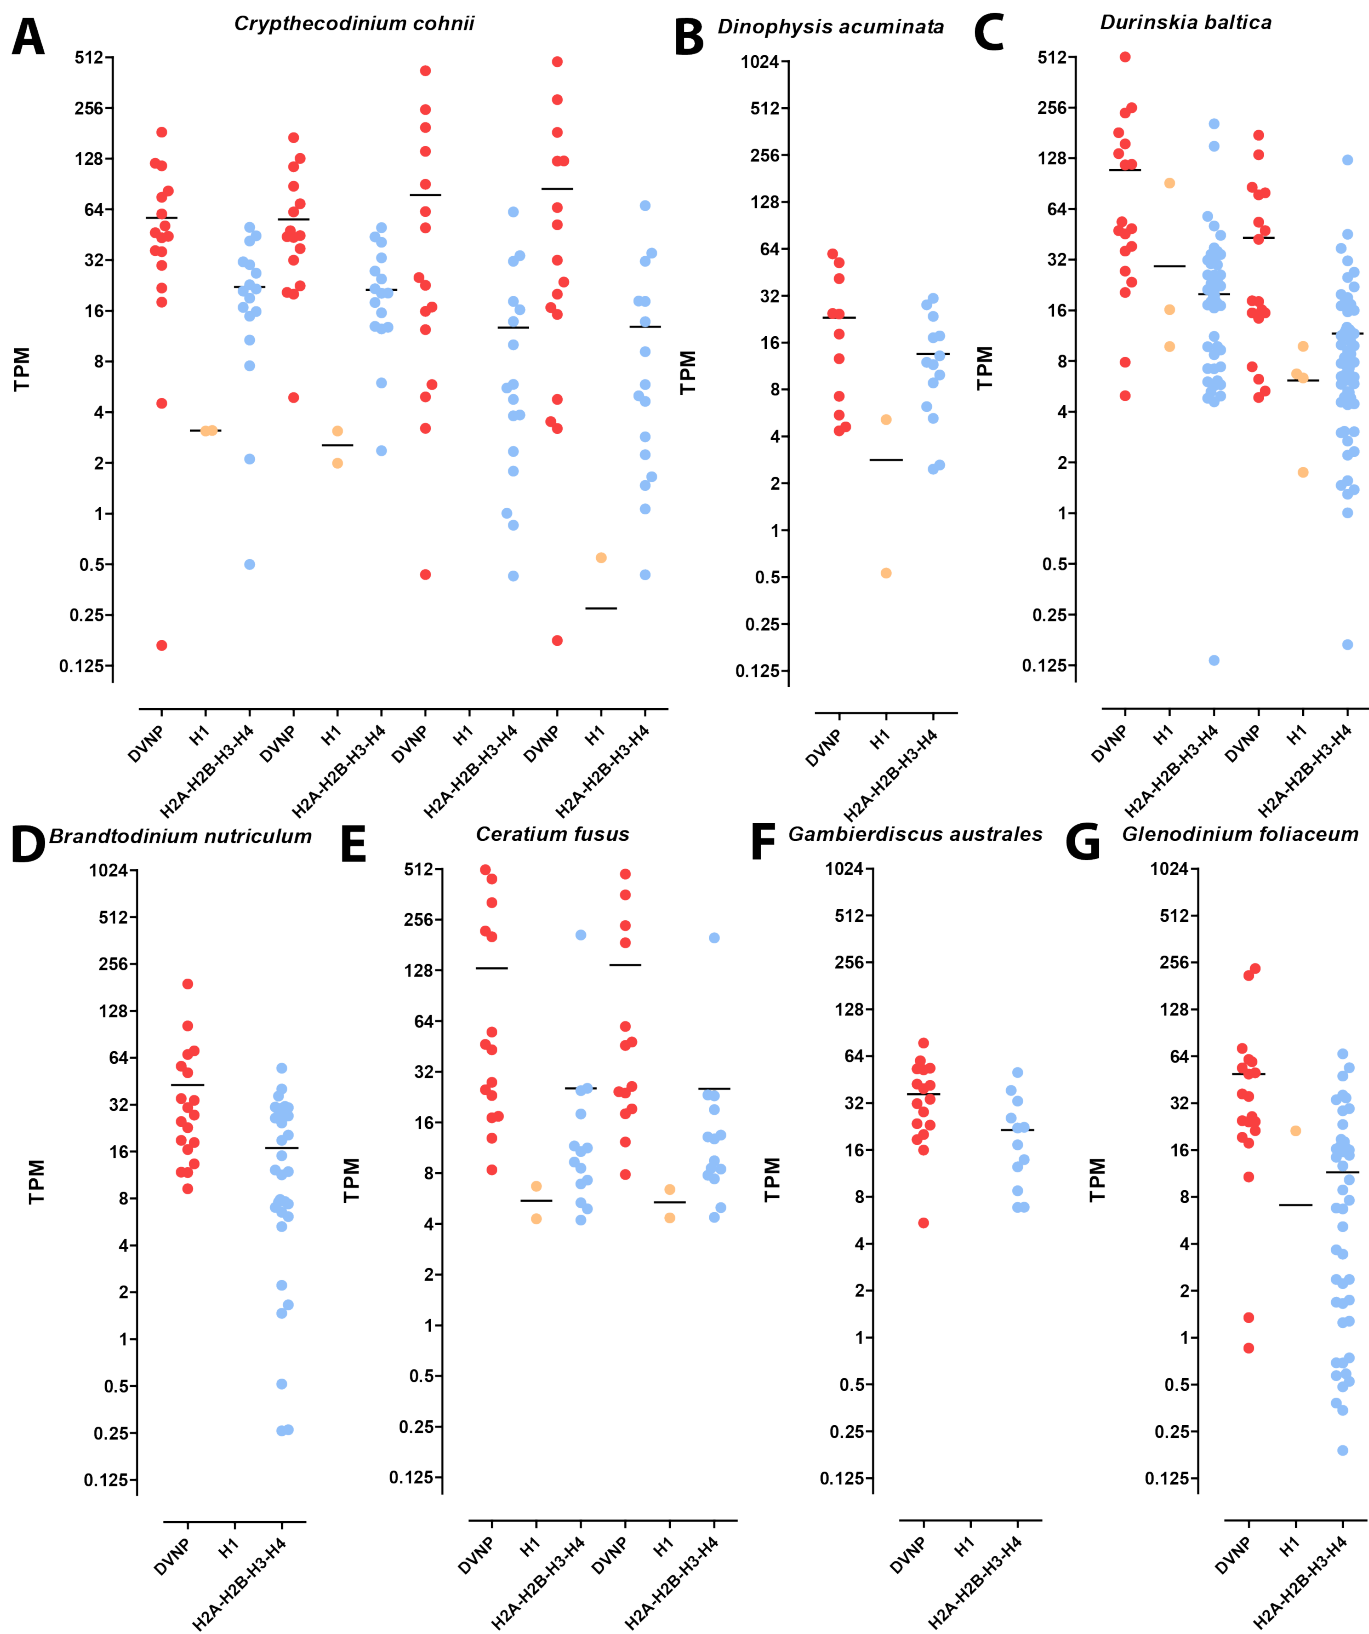 A
Crypthecodinium cohnii
TPM
512
256
128
64
32
16
8
4
2
1
0.5
0.25
0.125
DVNP
H1
H2A-H2B-H3-H4
DVNP
H1
H2A-H2B-H3-H4
DVNP
H1
H2A-H2B-H3-H4
DVNP
H1
H2A-H2B-H3-H4
B
Dinophysis acuminata
TPM
1024
512
256
128
64
32
16
8
4
2
1
0.5
0.25
0.125
DVNP
H1
H2A-H2B-H3-H4
C
Durinskia baltica
TPM
512
256
128
64
32
16
8
4
2
1
0.5
0.25
0.125
DVNP
H1
H2A-H2B-H3-H4
DVNP
H1
H2A-H2B-H3-H4
D
Brandtodinium nutriculum
TPM
1024
512
256
128
64
32
16
8
4
2
1
0.5
0.25
0.125
DVNP
H1
H2A-H2B-H3-H4
E
Ceratium fusus
TPM
512
256
128
64
32
16
8
4
2
1
0.5
0.25
0.125
DVNP
H1
H2A-H2B-H3-H4
DVNP
H1
H2A-H2B-H3-H4
F
Gambierdiscus australes
TPM
1024
512
256
128
64
32
16
8
4
2
1
0.5
0.25
0.125
DVNP
H1
H2A-H2B-H3-H4
G
Glenodinium foliaceum
TPM
1024
512
256
128
64
32
16
8
4
2
1
0.5
0.25
0.125
DVNP
H1
H2A-H2B-H3-H4